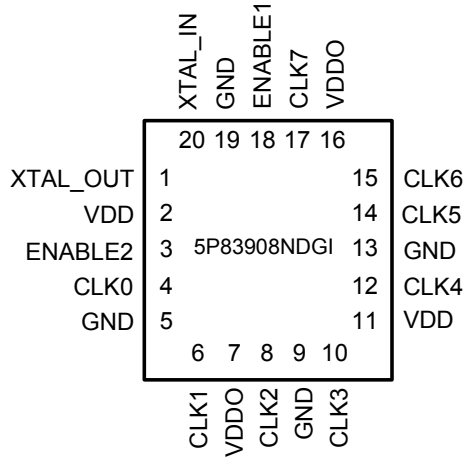 XTAL_IN
GND
ENABLE1
CLK7
VDDO
20 19 18 17 16
XTAL_OUT 1 15 CLK6
VDD 2 14 CLK5
ENABLE2 3 5P83908NDGI 13 GND
CLK0 4 12 CLK4
GND 5 11 VDD
6 7 8 9 10
CLK1
VDDO
CLK2
GND
CLK3